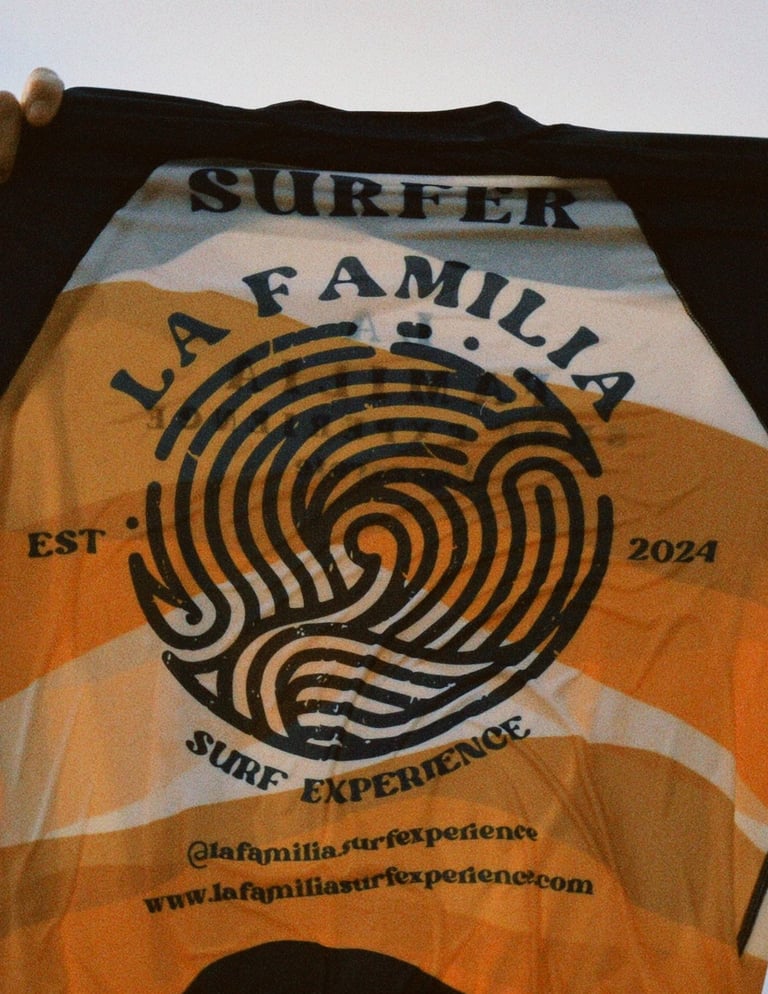 SURFER
LA FAMILIA
EST
2024
SURF EXPERIENCE
@lafamilia.surfexperience
www.lafamiliasurfexperience.com